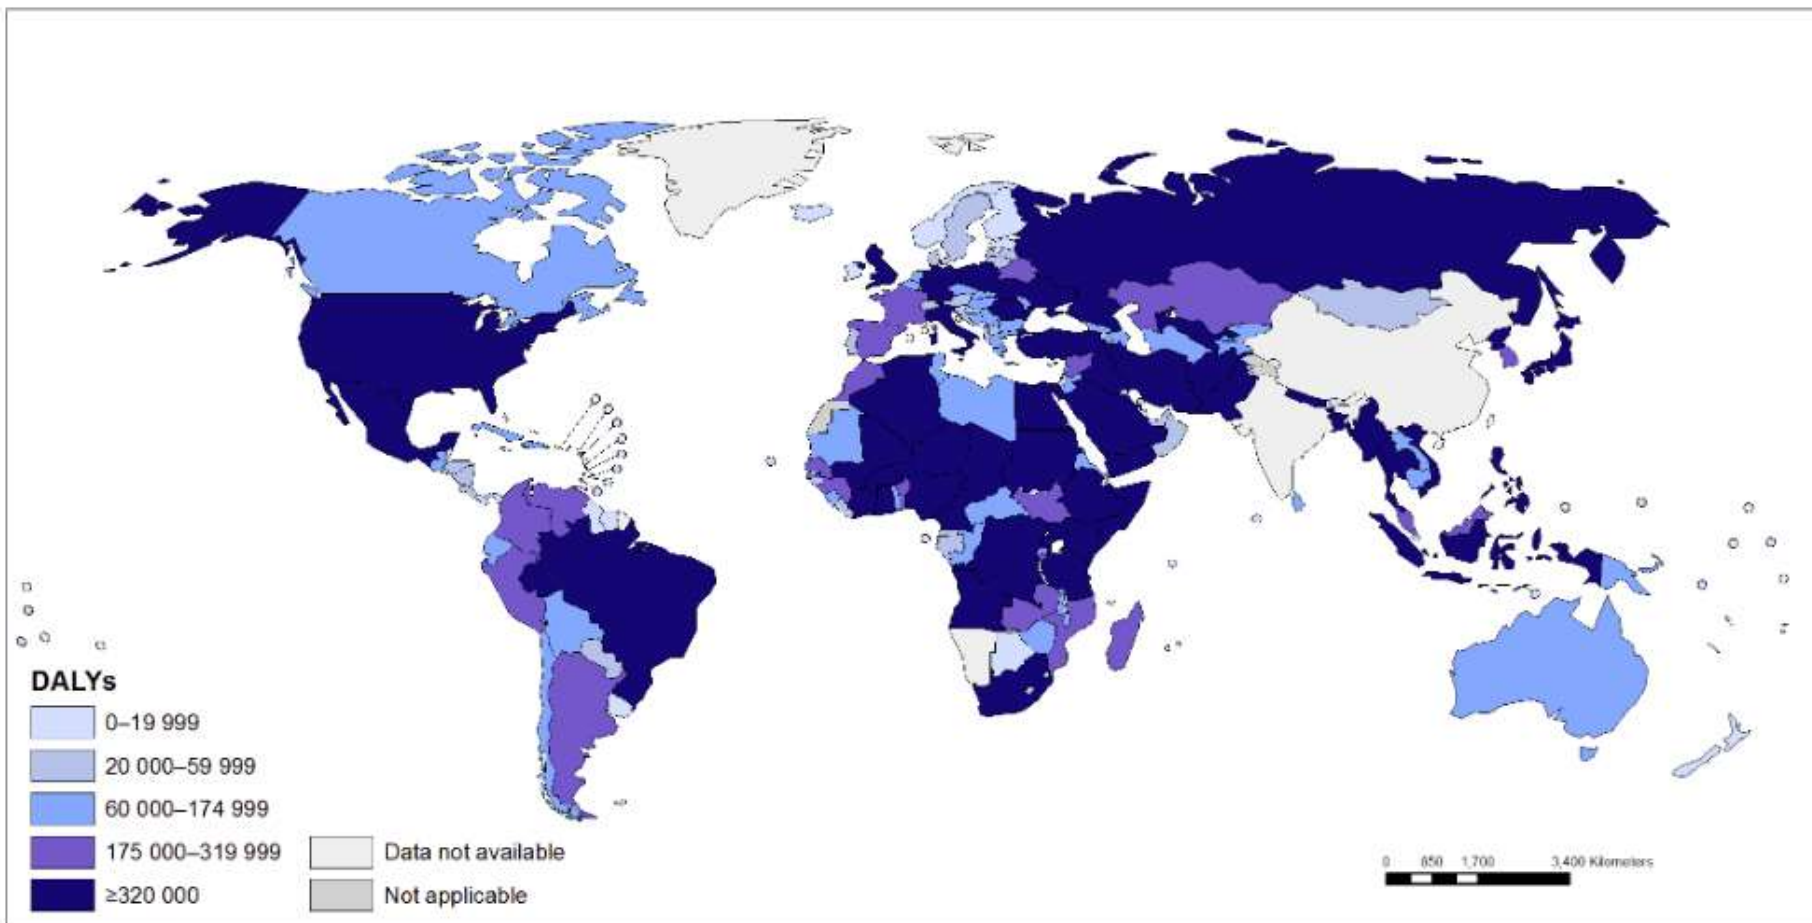 DALYs
0–19 999
20 000–59 999
60 000–174 999
175 000–319 999
≥320 000
Data not available
Not applicable
0 850 1,700 3,400 Kilometers